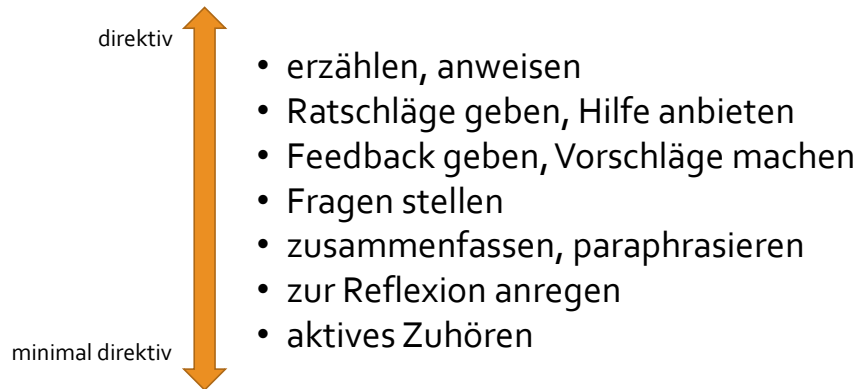 direktiv
• erzählen, anweisen
• Ratschläge geben, Hilfe anbieten
• Feedback geben, Vorschläge machen
• Fragen stellen
• zusammenfassen, paraphrasieren
• zur Reflexion anregen
• aktives Zuhören
minimal direktiv